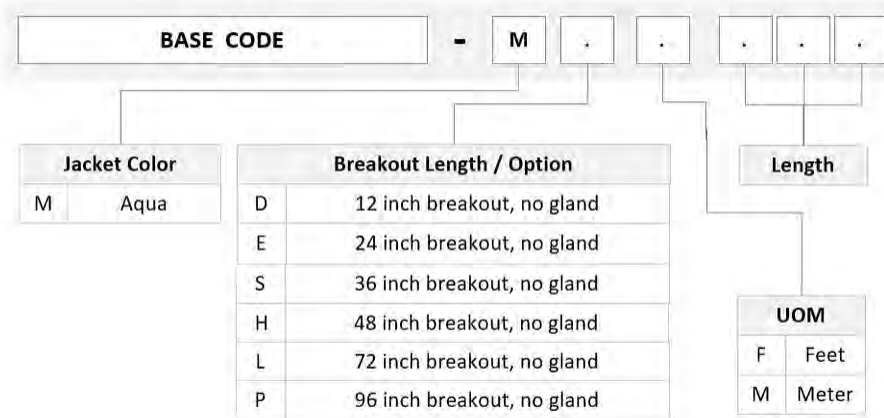 BASE CODE - M . . . . .
Jacket Color
M Aqua
Breakout Length / Option
D 12 inch breakout, no gland
E 24 inch breakout, no gland
S 36 inch breakout, no gland
H 48 inch breakout, no gland
L 72 inch breakout, no gland
P 96 inch breakout, no gland
Length
UOM
F Feet
M Meter